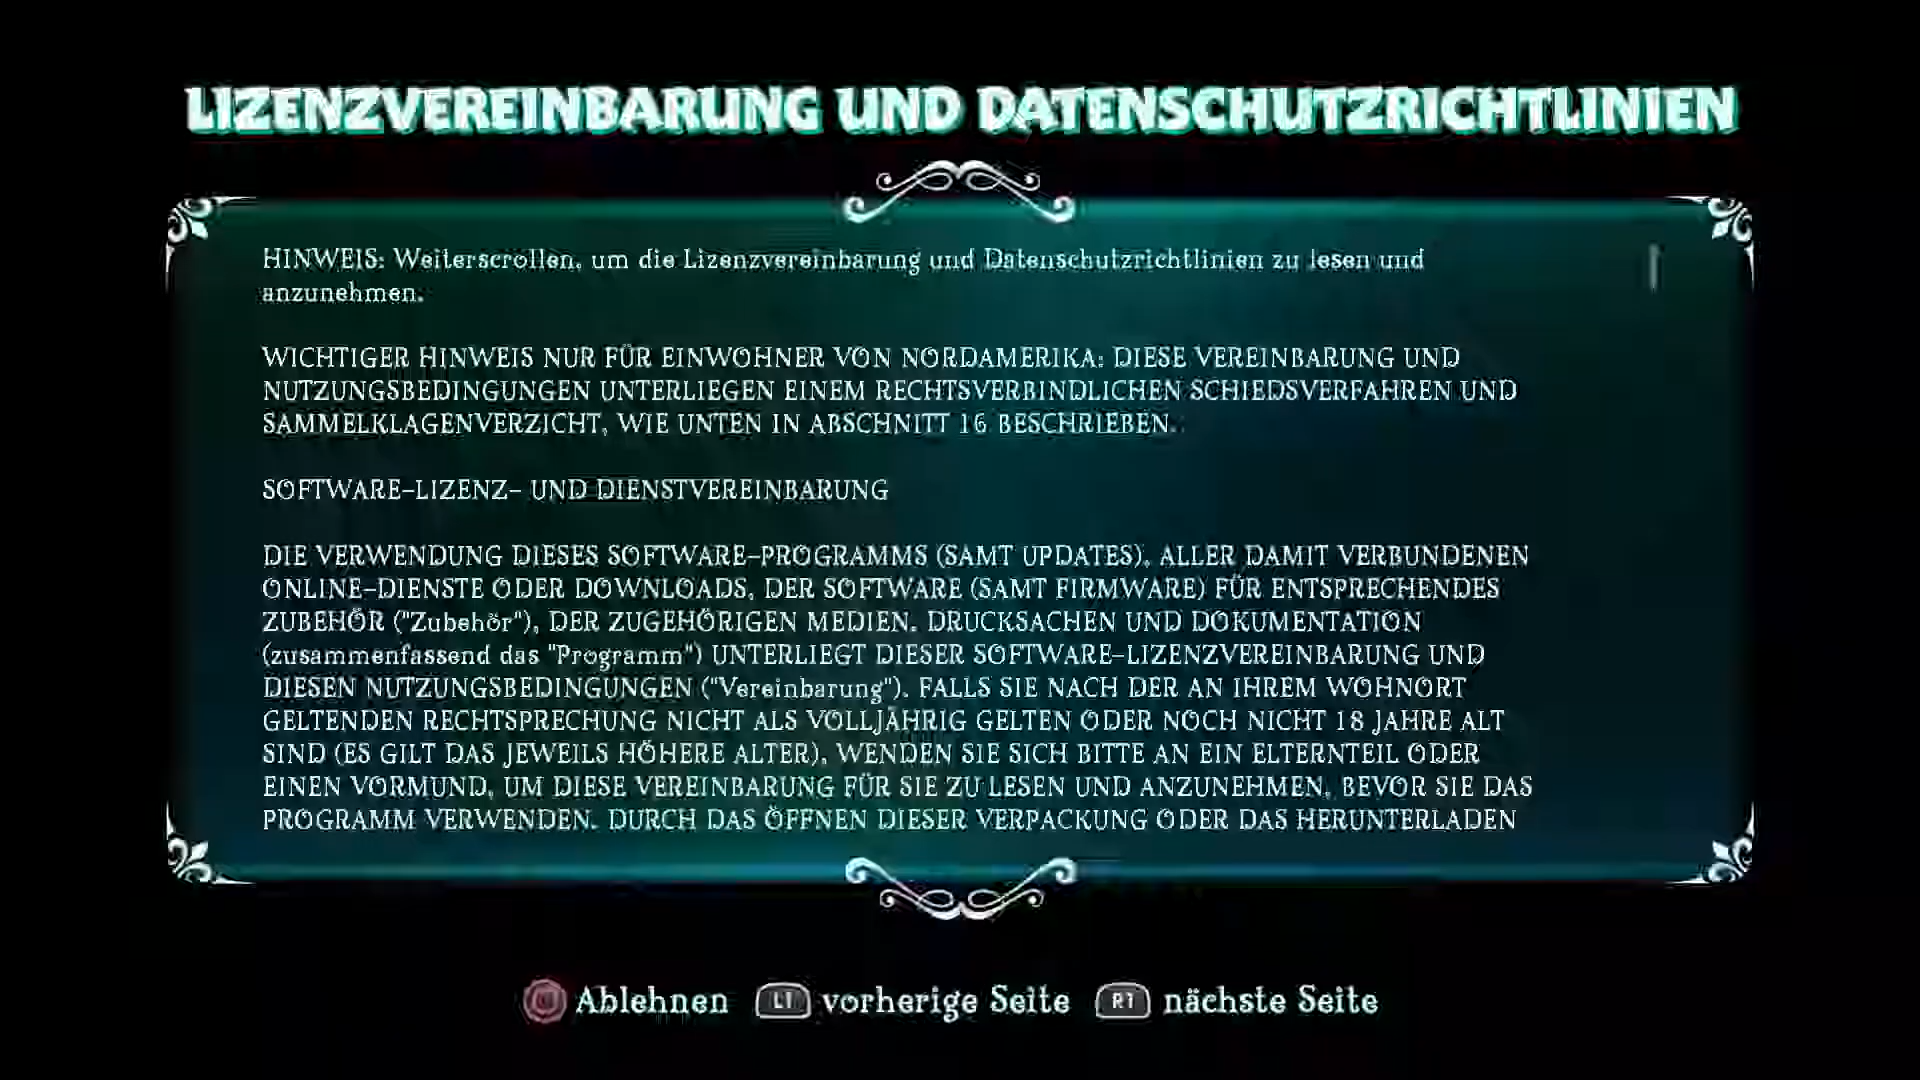 LIZENZVEREINBARUNG UND DATENSCHUTZRICHTLINIEN
HINWEIS: Weiterscrollen, um die Lizenzvereinbarung und Datenschutzrichtlinien zu lesen und
anzunehmen.
WICHTIGER HINWEIS NUR FÜR EINWOHNER VON NORDAMERIKA: DIESE VEREINBARUNG UND
NUTZUNGSBEDINGUNGEN UNTERLIEGEN EINEM RECHTSVERBINDLICHEN SCHIEDSVERFAHREN UND
SAMMELKLAGENVERZICHT, WIE UNTEN IN ABSCHNITT 16 BESCHRIEBEN.
SOFTWARE-LIZENZ- UND DIENSTVEREINBARUNG
DIE VERWENDUNG DIESES SOFTWARE-PROGRAMMS (SAMT UPDATES), ALLER DAMIT VERBUNDENEN
ONLINE-DIENSTE ODER DOWNLOADS, DER SOFTWARE (SAMT FIRMWARE) FÜR ENTSPRECHENDES
ZUBEHÖR ("Zubehör"), DER ZUGEHÖRIGEN MEDIEN, DRUCKSACHEN UND DOKUMENTATION
(zusammenfassend das "Programm") UNTERLIEGT DIESER SOFTWARE-LIZENZVEREINBARUNG UND
DIESEN NUTZUNGSBEDINGUNGEN ("Vereinbarung"). FALLS SIE NACH DER AN IHREM WOHNORT
GELTENDEN RECHTSPRECHUNG NICHT ALS VOLLJÄHRIG GELTEN ODER NOCH NICHT 18 JAHRE ALT
SIND (ES GILT DAS JEWEILS HÖHERE ALTER), WENDEN SIE SICH BITTE AN EIN ELTERNTEIL ODER
EINEN VORMUND, UM DIESE VEREINBARUNG FÜR SIE ZU LESEN UND ANZUNEHMEN, BEVOR SIE DAS
PROGRAMM VERWENDEN. DURCH DAS ÖFFNEN DIESER VERPACKUNG ODER DAS HERUNTERLADEN
Ablehnen L1 vorherige Seite R1 nächste Seite